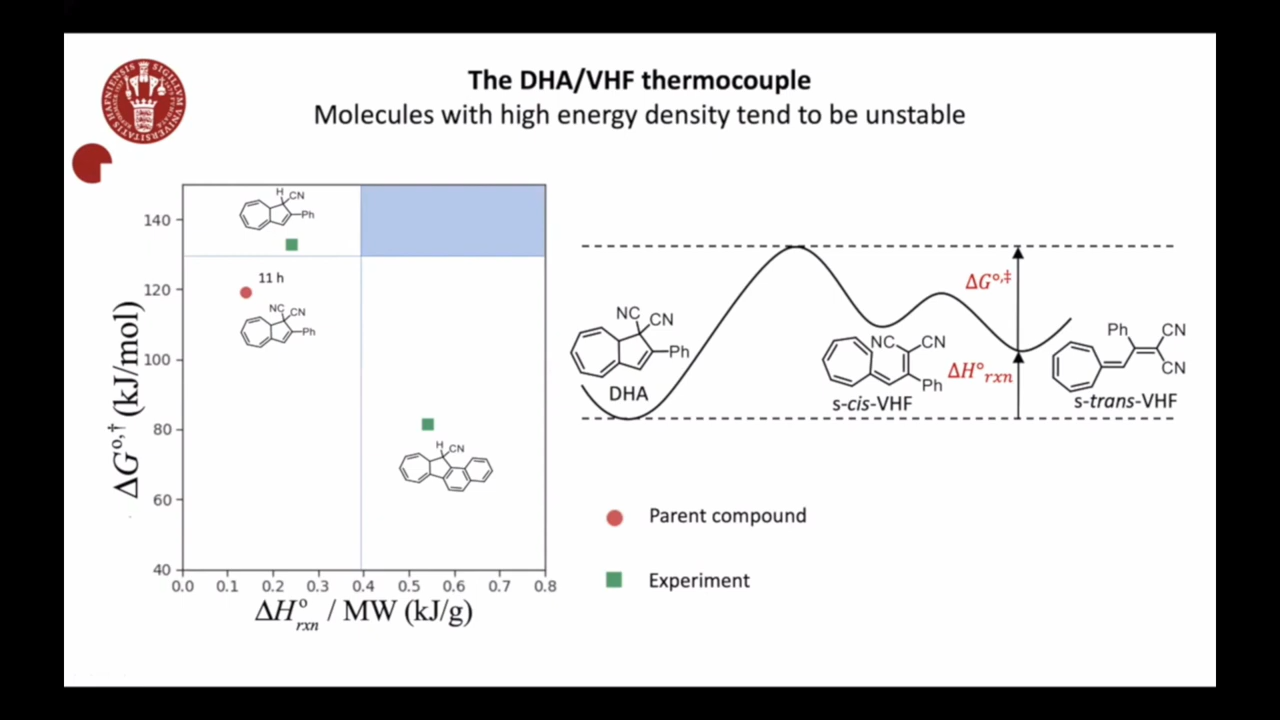 The DHA/VHF thermocouple
Molecules with high energy density tend to be unstable
ΔG°,† (kJ/mol)
140
120
100
80
60
40
0.0 0.1 0.2 0.3 0.4 0.5 0.6 0.7 0.8
ΔH°rxn / MW (kJ/g)
H
CN
Ph
11 h
NC CN
Ph
H
CN
NC CN
Ph
DHA
NC CN
Ph
s-cis-VHF
ΔG°,‡
ΔH°rxn
Ph
CN
CN
s-trans-VHF
Parent compound
Experiment